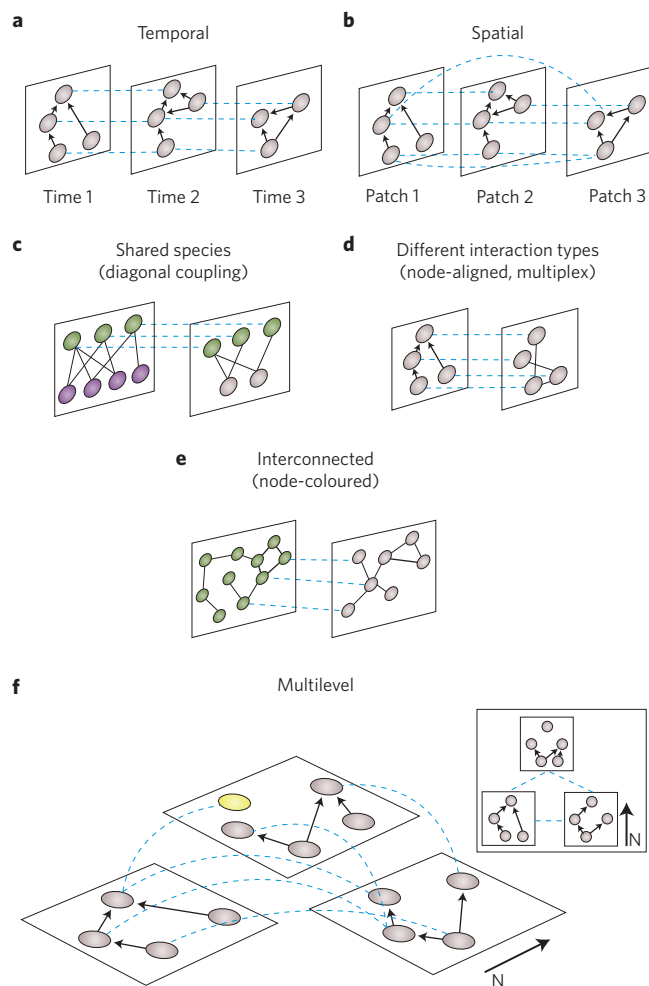 a
Temporal
Time 1
Time 2
Time 3
b
Spatial
Patch 1
Patch 2
Patch 3
c
Shared species
(diagonal coupling)
d
Different interaction types
(node-aligned, multiplex)
e
Interconnected
(node-coloured)
f
Multilevel
N
N